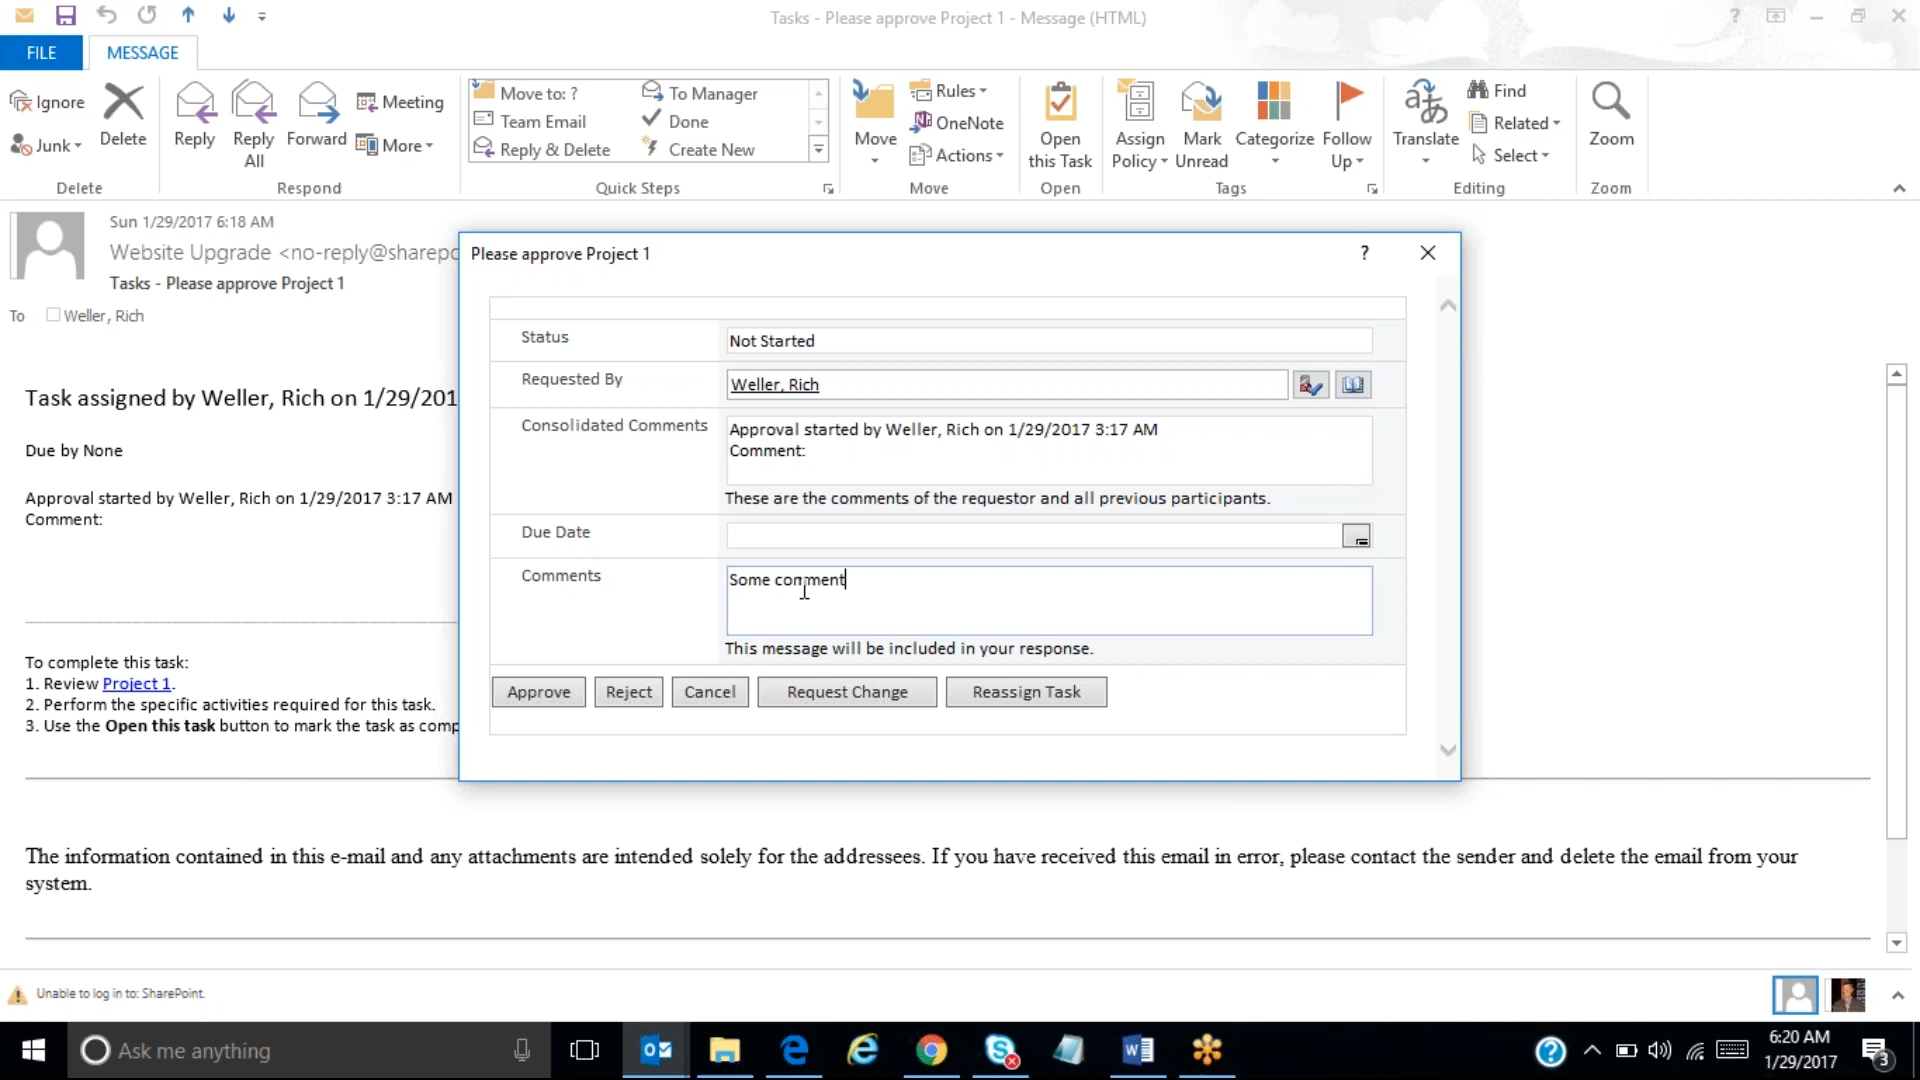 Tasks - Please approve Project 1 - Message (HTML)
?
FILE
MESSAGE
Ignore
Junk
Delete
Delete
Reply
Reply All
Forward
Meeting
More
Respond
Move to: ?
To Manager
Team Email
Done
Reply & Delete
Create New
Quick Steps
Move
Rules
OneNote
Actions
Move
Open this Task
Open
Assign Policy
Mark Unread
Categorize
Follow Up
Tags
Translate
Find
Related
Select
Editing
Zoom
Zoom
Sun 1/29/2017 6:18 AM
Website Upgrade <no-reply@sharepo
Tasks - Please approve Project 1
To Weller, Rich
Task assigned by Weller, Rich on 1/29/201
Due by None
Approval started by Weller, Rich on 1/29/2017 3:17 AM
Comment:
To complete this task:
1. Review Project 1.
2. Perform the specific activities required for this task.
3. Use the Open this task button to mark the task as comp
Please approve Project 1
?
Status
Not Started
Requested By
Weller, Rich
Consolidated Comments
Approval started by Weller, Rich on 1/29/2017 3:17 AM
Comment:
These are the comments of the requestor and all previous participants.
Due Date
Comments
Some comment
This message will be included in your response.
Approve
Reject
Cancel
Request Change
Reassign Task
The information contained in this e-mail and any attachments are intended solely for the addressees. If you have received this email in error, please contact the sender and delete the email from your
system.
Unable to log in to: SharePoint.
Ask me anything
6:20 AM
1/29/2017
3